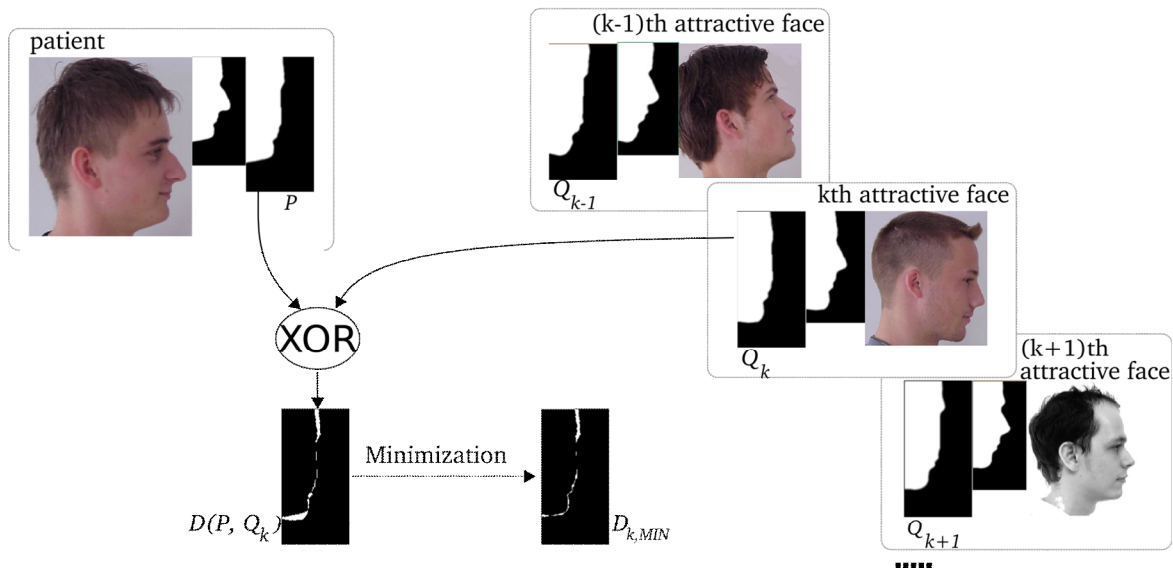 patient
P
(k-1)th attractive face
Q_{k-1}
kth attractive face
Q_k
(k+1)th
attractive face
Q_{k+1}
XOR
Minimization
D(P, Q_k)
D_{k,MIN}